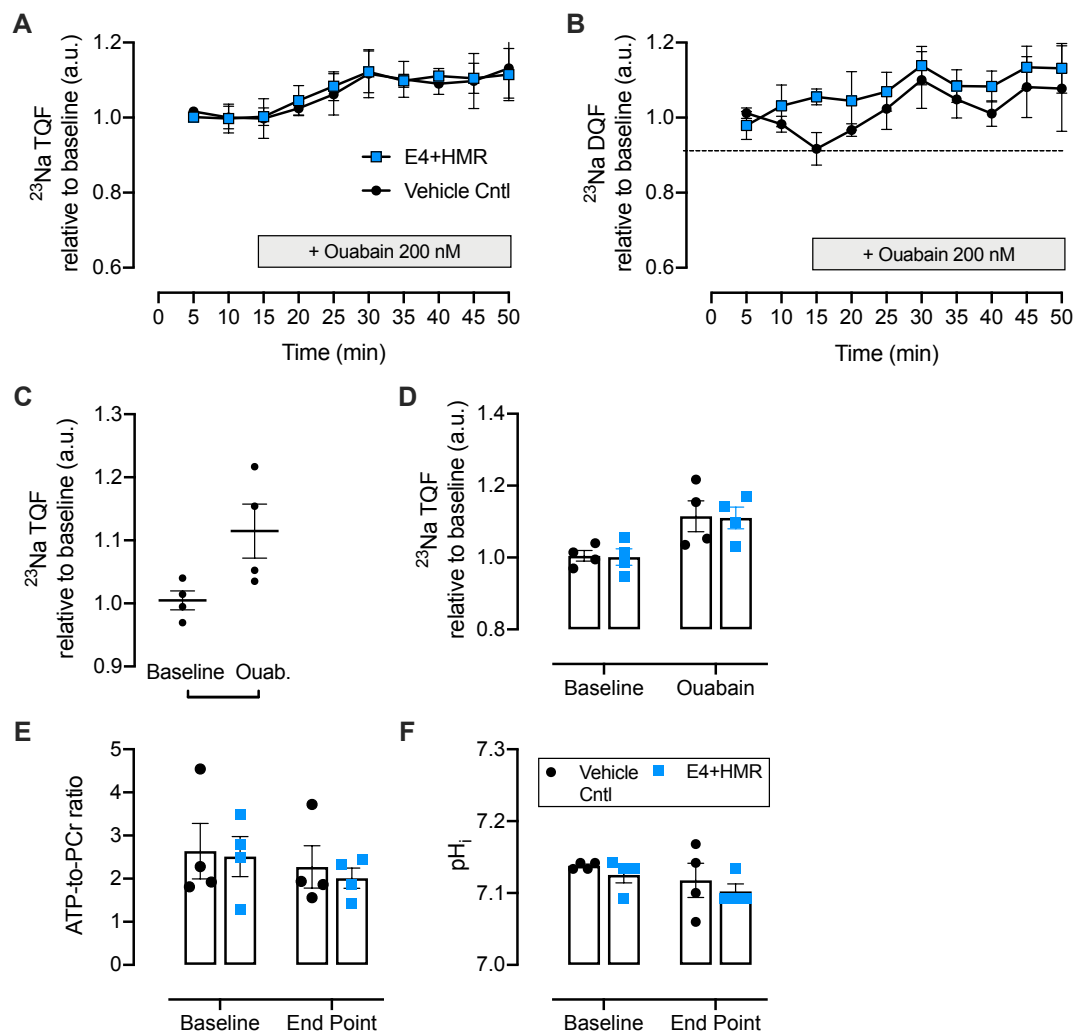 A
²³Na TQF
relative to baseline (a.u.)
1.2
1.0
0.8
0.6
E4+HMR
Vehicle Cntl
+ Ouabain 200 nM
0 5 10 15 20 25 30 35 40 45 50
Time (min)
B
²³Na DQF
relative to baseline (a.u.)
1.2
1.0
0.8
0.6
+ Ouabain 200 nM
0 5 10 15 20 25 30 35 40 45 50
Time (min)
C
²³Na TQF
relative to baseline (a.u.)
1.3
1.2
1.1
1.0
0.9
Baseline Ouab.
D
²³Na TQF
relative to baseline (a.u.)
1.4
1.2
1.0
0.8
Baseline Ouabain
E
ATP-to-PCr ratio
5
4
3
2
1
0
Baseline End Point
F
pHᵢ
7.3
7.2
7.1
7.0
Vehicle E4+HMR
Cntl
Baseline End Point